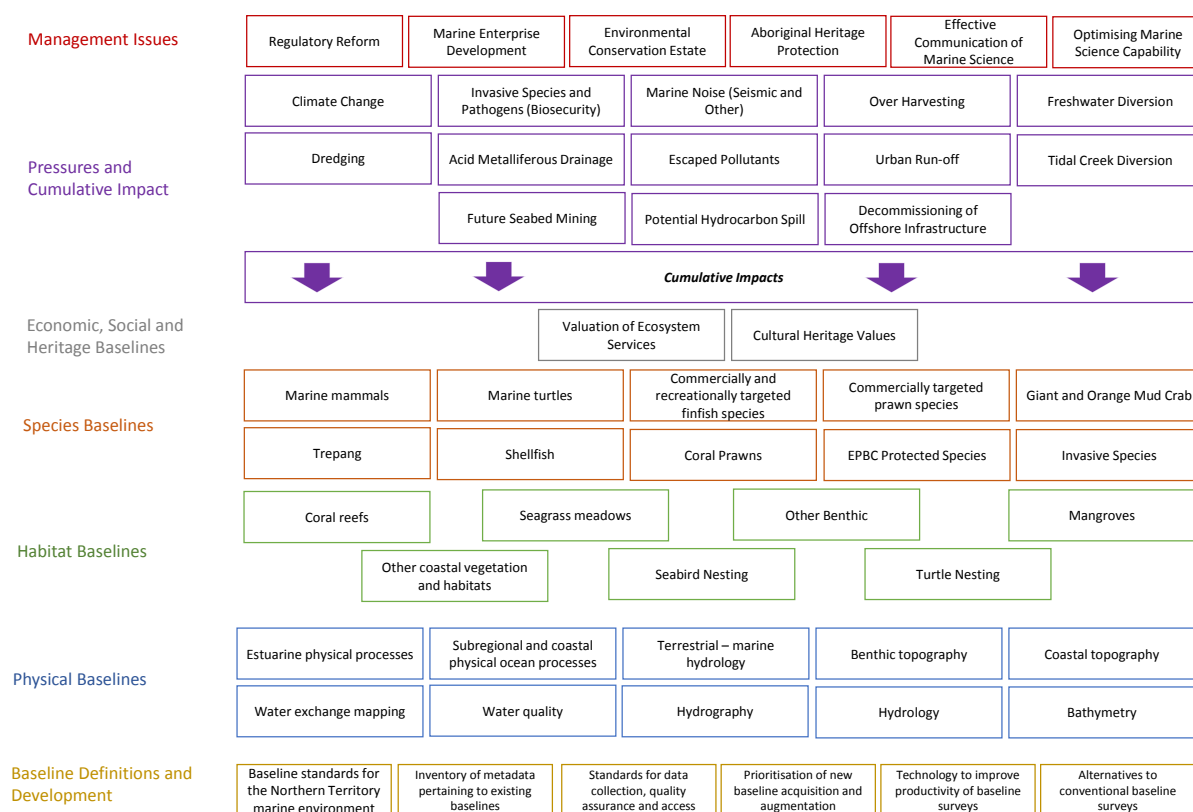 Management Issues
Regulatory Reform
Marine Enterprise
Development
Environmental
Conservation Estate
Aboriginal Heritage
Protection
Effective
Communication of
Marine Science
Optimising Marine
Science Capability
Pressures and
Cumulative Impact
Climate Change
Invasive Species and
Pathogens (Biosecurity)
Marine Noise (Seismic and
Other)
Over Harvesting
Freshwater Diversion
Dredging
Acid Metalliferous Drainage
Escaped Pollutants
Urban Run-off
Tidal Creek Diversion
Future Seabed Mining
Potential Hydrocarbon Spill
Decommissioning of
Offshore Infrastructure
Cumulative Impacts
Economic, Social and
Heritage Baselines
Valuation of Ecosystem
Services
Cultural Heritage Values
Species Baselines
Marine mammals
Marine turtles
Commercially and
recreationally targeted
finfish species
Commercially targeted
prawn species
Giant and Orange Mud Crab
Trepang
Shellfish
Coral Prawns
EPBC Protected Species
Invasive Species
Habitat Baselines
Coral reefs
Seagrass meadows
Other Benthic
Mangroves
Other coastal vegetation
and habitats
Seabird Nesting
Turtle Nesting
Physical Baselines
Estuarine physical processes
Subregional and coastal
physical ocean processes
Terrestrial – marine
hydrology
Benthic topography
Coastal topography
Water exchange mapping
Water quality
Hydrography
Hydrology
Bathymetry
Baseline Definitions and
Development
Baseline standards for
the Northern Territory
marine environment
Inventory of metadata
pertaining to existing
baselines
Standards for data
collection, quality
assurance and access
Prioritisation of new
baseline acquisition and
augmentation
Technology to improve
productivity of baseline
surveys
Alternatives to
conventional baseline
surveys